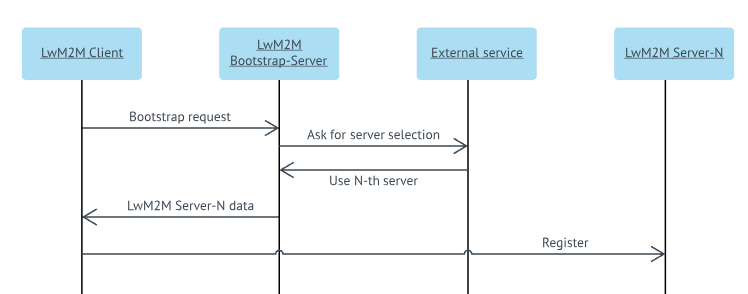 LwM2M Client
LwM2M
Bootstrap-Server
External service
LwM2M Server-N
Bootstrap request
Ask for server selection
Use N-th server
LwM2M Server-N data
Register